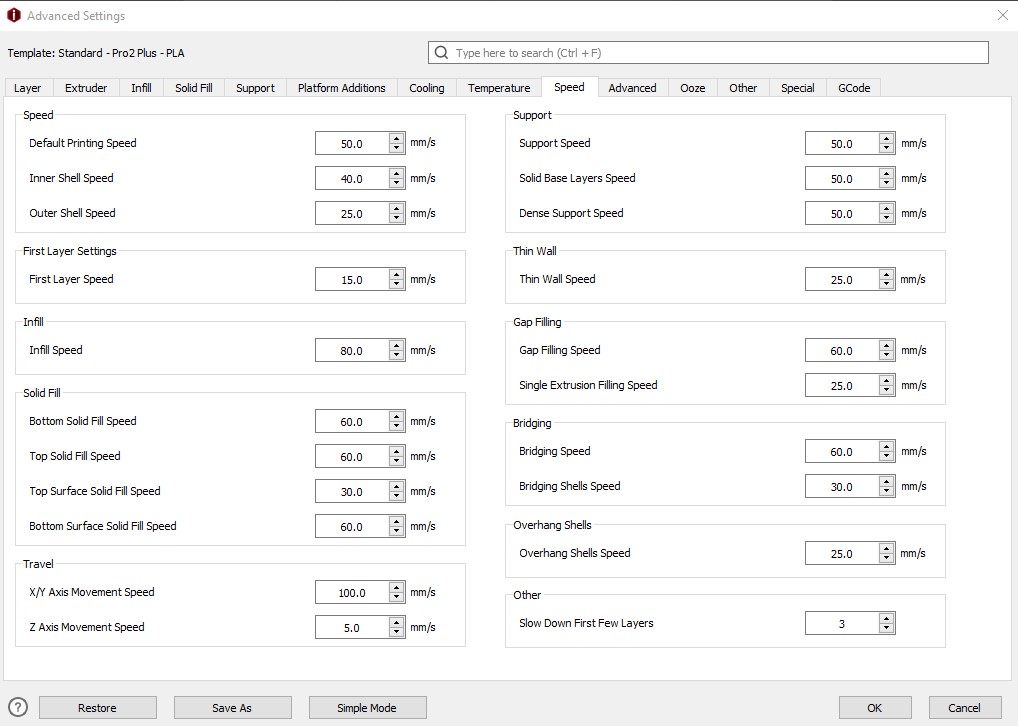 Advanced Settings
Template: Standard - Pro2 Plus - PLA
Type here to search (Ctrl + F)
Layer Extruder Infill Solid Fill Support Platform Additions Cooling Temperature Speed Advanced Ooze Other Special GCode
Speed
Default Printing Speed 50.0 mm/s
Inner Shell Speed 40.0 mm/s
Outer Shell Speed 25.0 mm/s
First Layer Settings
First Layer Speed 15.0 mm/s
Infill
Infill Speed 80.0 mm/s
Solid Fill
Bottom Solid Fill Speed 60.0 mm/s
Top Solid Fill Speed 60.0 mm/s
Top Surface Solid Fill Speed 30.0 mm/s
Bottom Surface Solid Fill Speed 60.0 mm/s
Travel
X/Y Axis Movement Speed 100.0 mm/s
Z Axis Movement Speed 5.0 mm/s
Support
Support Speed 50.0 mm/s
Solid Base Layers Speed 50.0 mm/s
Dense Support Speed 50.0 mm/s
Thin Wall
Thin Wall Speed 25.0 mm/s
Gap Filling
Gap Filling Speed 60.0 mm/s
Single Extrusion Filling Speed 25.0 mm/s
Bridging
Bridging Speed 60.0 mm/s
Bridging Shells Speed 30.0 mm/s
Overhang Shells
Overhang Shells Speed 25.0 mm/s
Other
Slow Down First Few Layers 3
? Restore Save As Simple Mode OK Cancel